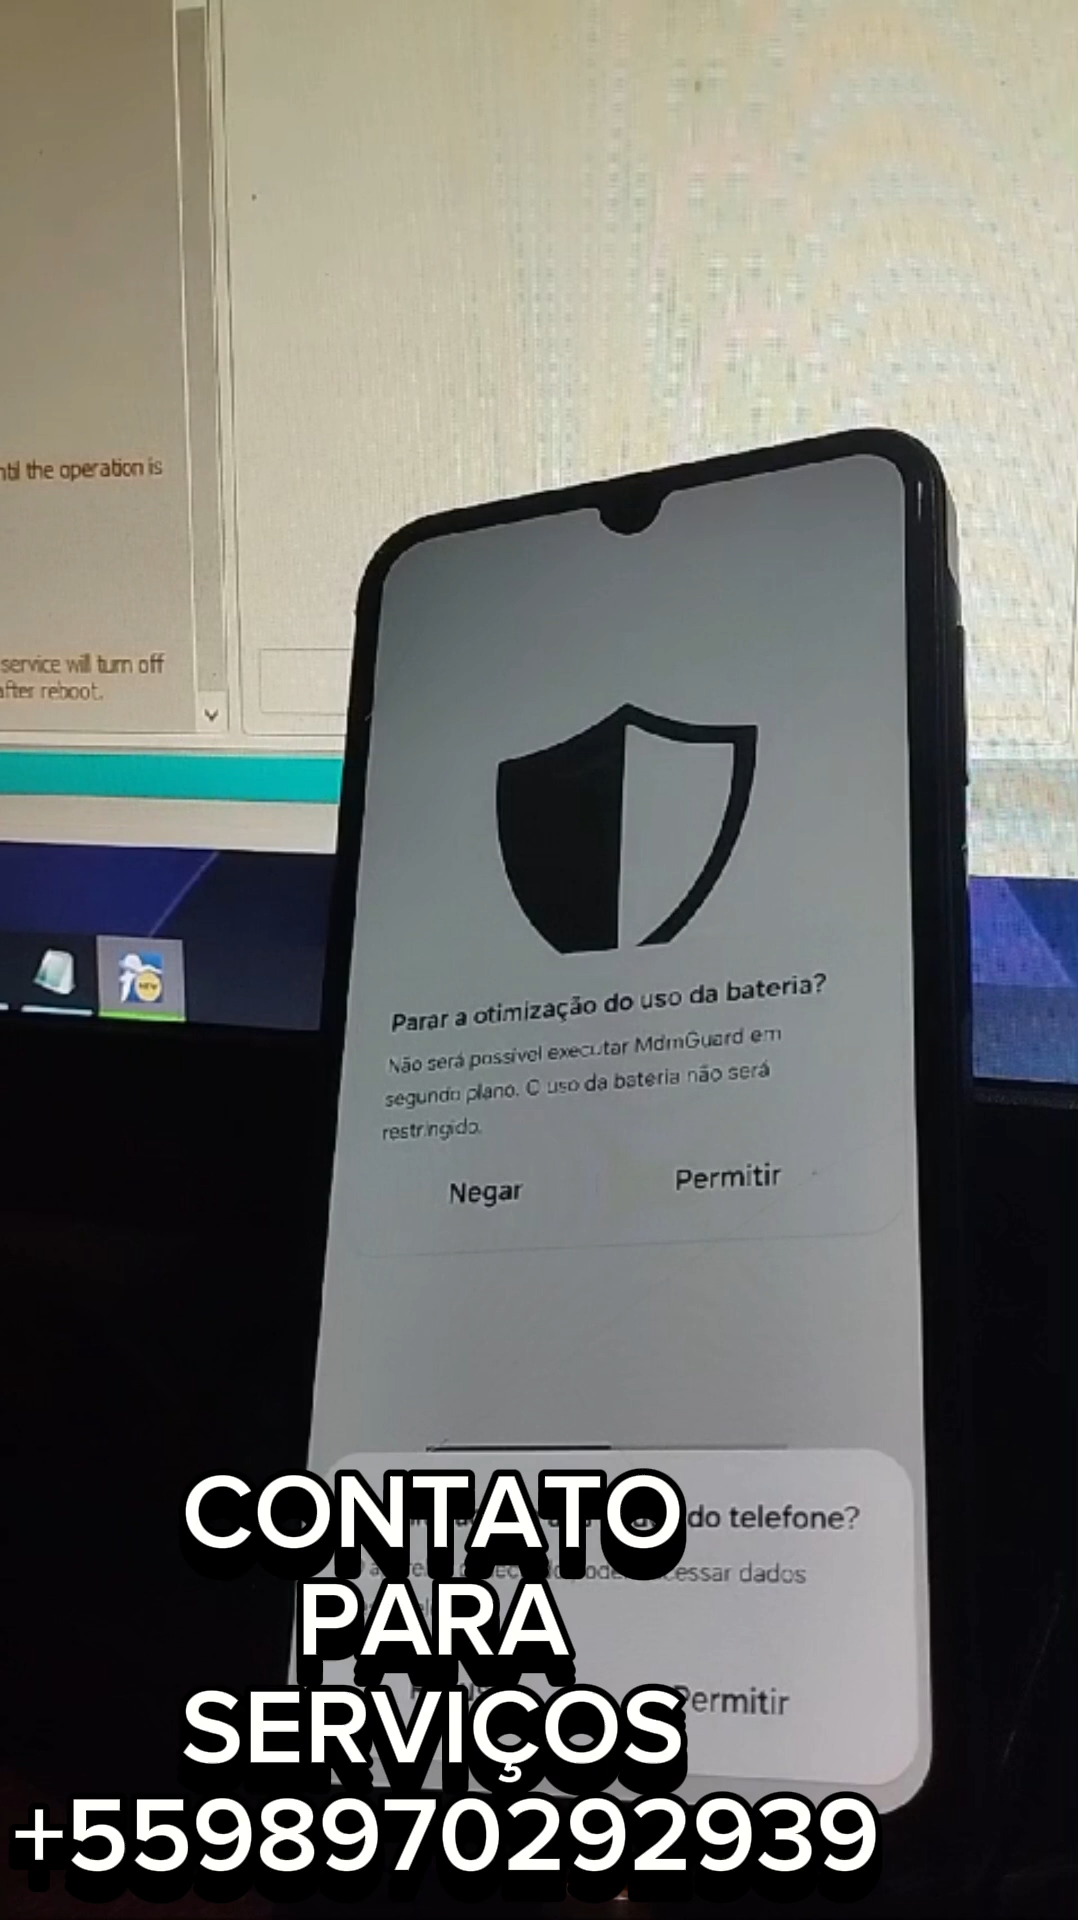 until the operation is
service will turn off
after reboot.
NEW
Parar a otimização do uso da bateria?
Não será possível executar MdmGuard em
segundo plano. O uso da bateria não será
restringido.
Negar
Permitir
do telefone?
dados
Permitir
CONTATO
PARA
SERVIÇOS
+5598970292939